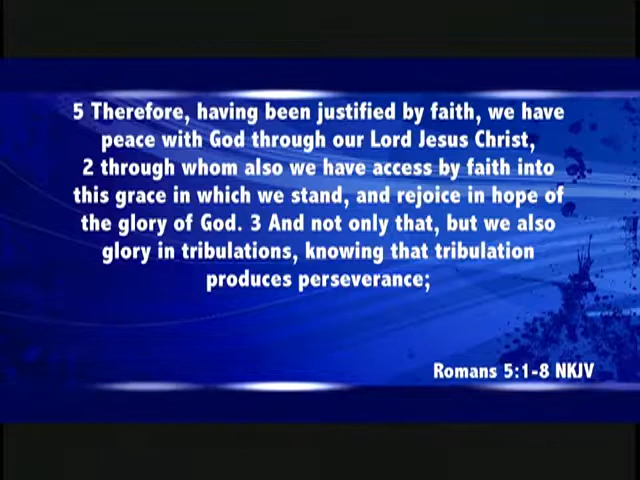 5 Therefore, having been justified by faith, we have
peace with God through our Lord Jesus Christ,
2 through whom also we have access by faith into
this grace in which we stand, and rejoice in hope of
the glory of God. 3 And not only that, but we also
glory in tribulations, knowing that tribulation
produces perseverance;
Romans 5:1-8 NKJV